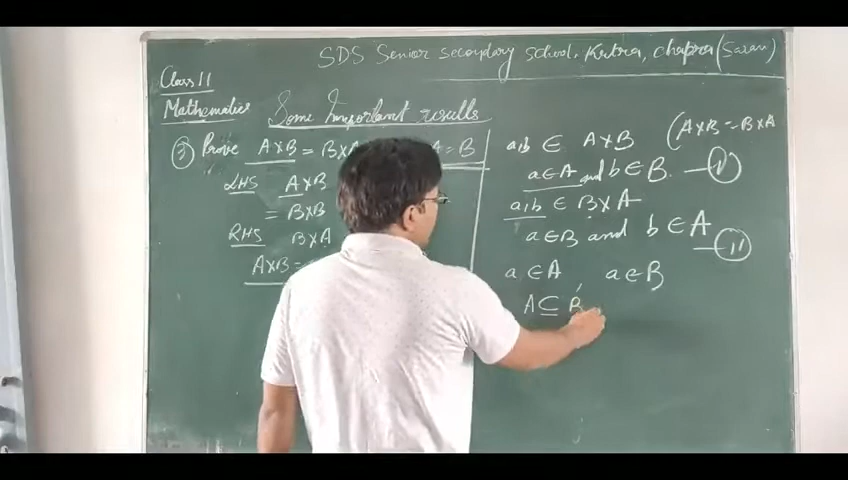 SDS Senior secondary school, Kutra, chapra (Saran)
Class 11
Mathematics
Some Important results
③ Prove A×B = B×A A = B
LHS A×B
= B×B
RHS B×A
A×B =
a,b ∈ A×B (A×B = B×A
a∈A and b∈B. —(i)
a,b ∈ B×A
a∈B and b∈A —(ii)
a∈A , a∈B
A ⊆ B